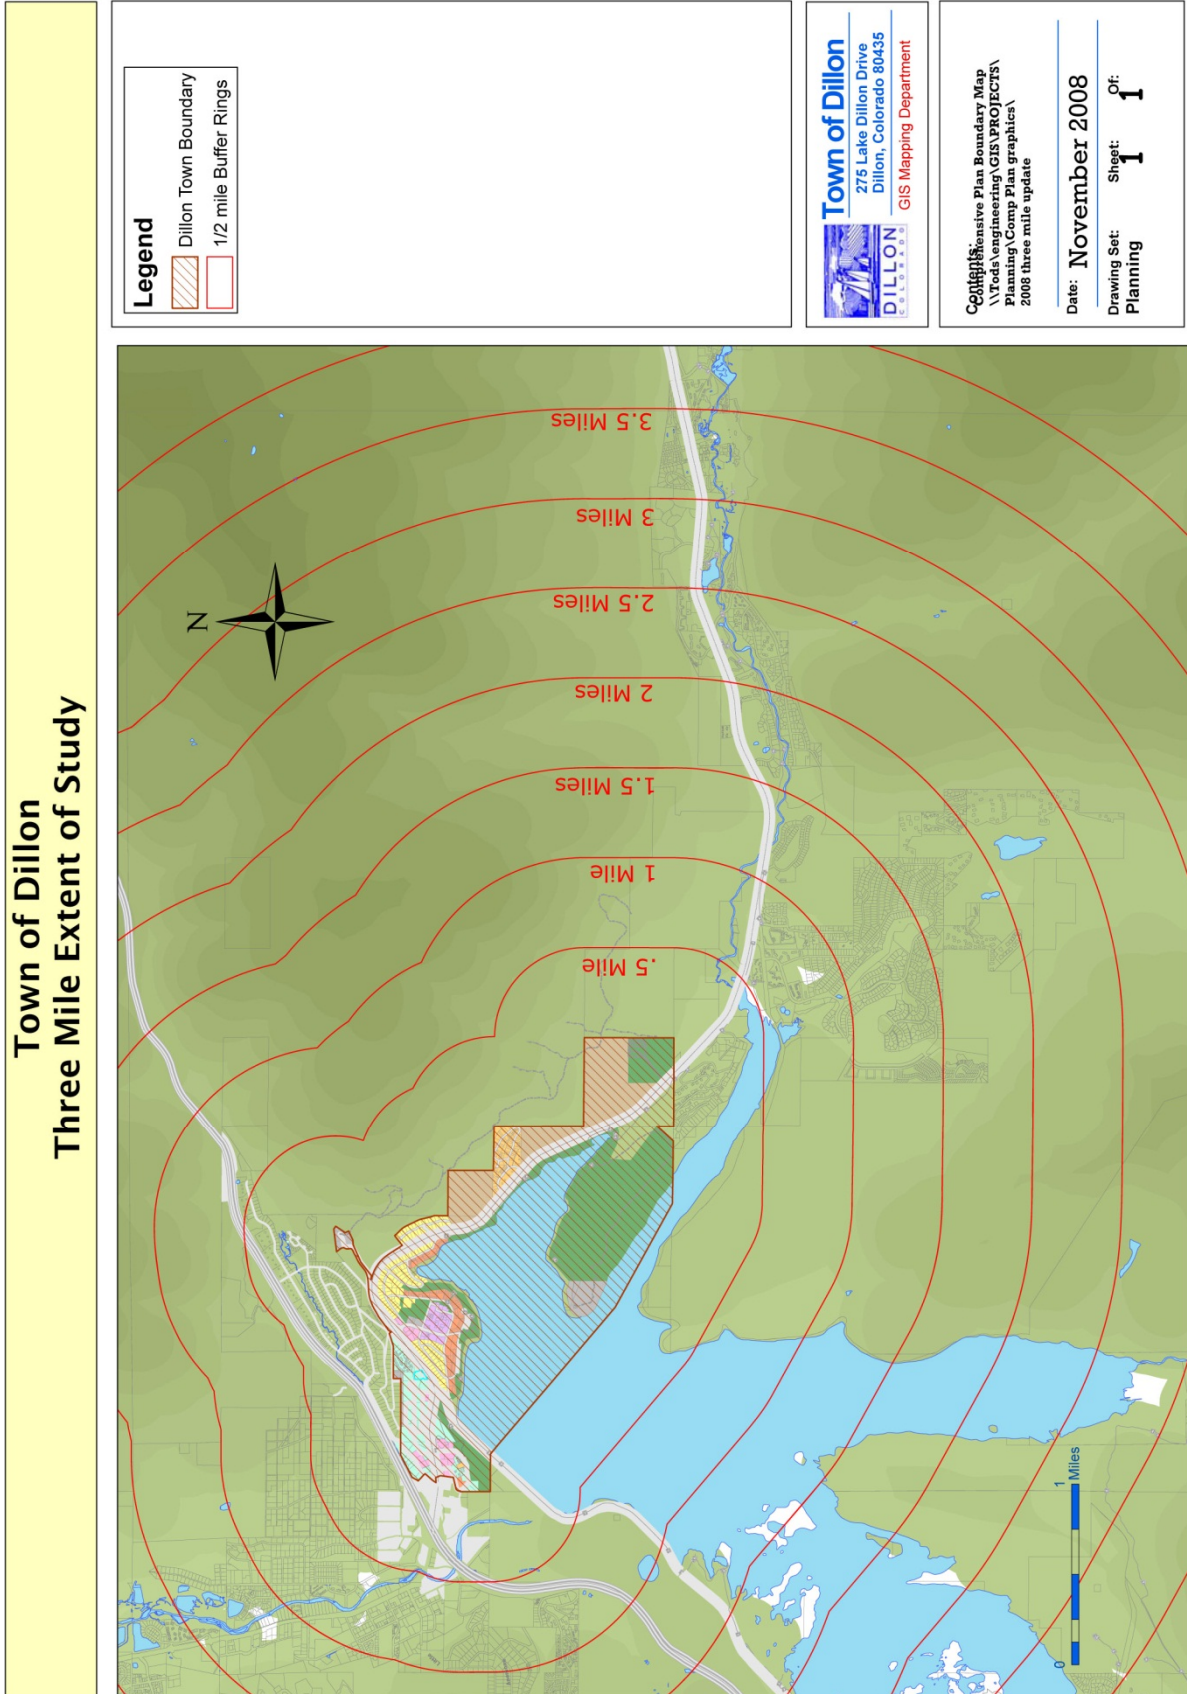 Town of Dillon
Three Mile Extent of Study
Legend
Dillon Town Boundary
1/2 mile Buffer Rings
N
3.5 Miles
3 Miles
2.5 Miles
2 Miles
1.5 Miles
1 Mile
.5 Mile
0
1
Miles
DILLON
COLORADO
Town of Dillon
275 Lake Dillon Drive
Dillon, Colorado 80435
GIS Mapping Department
Contents:
Comprehensive Plan Boundary Map
\\Tods\engineering\GIS\PROJECTS\
Planning\Comp Plan graphics\
2008 three mile update
Date: November 2008
Drawing Set: Sheet: Of:
Planning 1 1